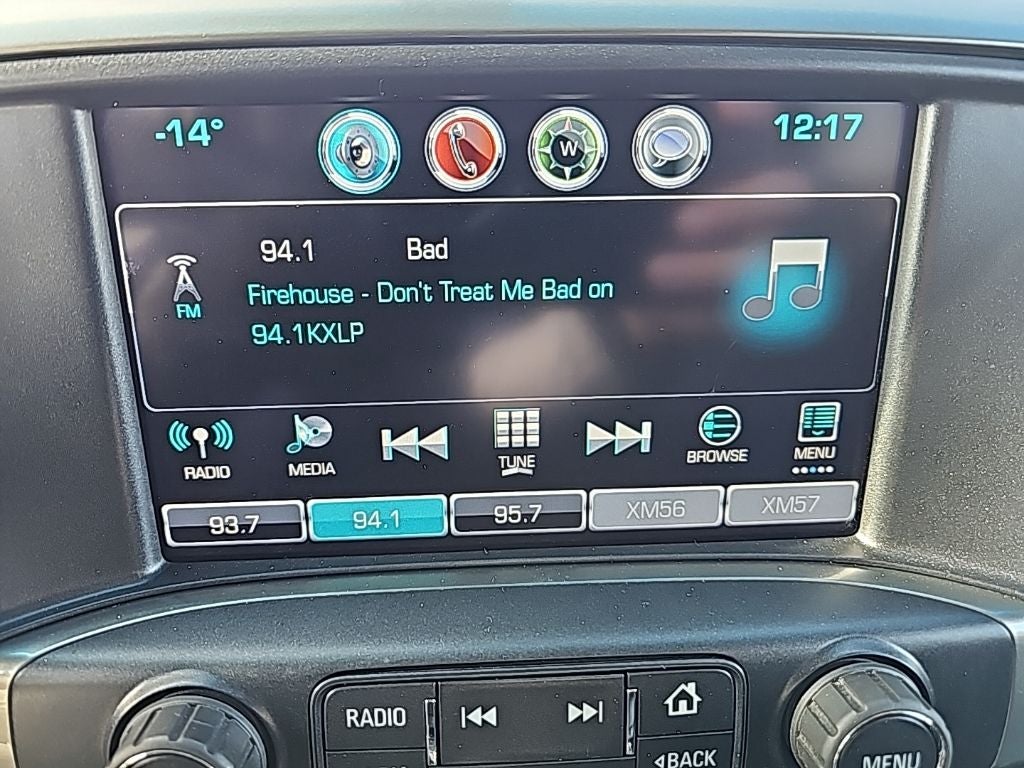 -14° 12:17
W
94.1 Bad
FM
Firehouse - Don't Treat Me Bad on
94.1KXLP
RADIO MEDIA TUNE BROWSE MENU
93.7 94.1 95.7 XM56 XM57
RADIO
BACK
MENU